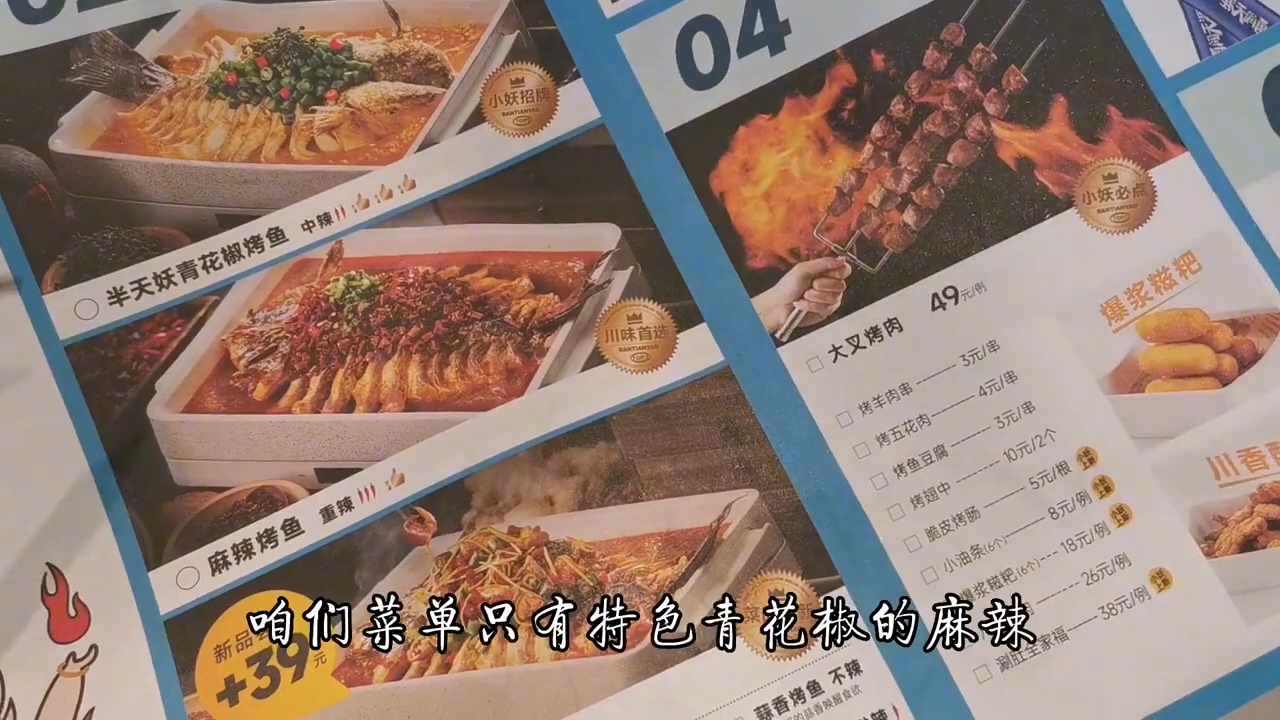 小妖招牌
BANTIANYAO
TOP1
半天妖青花椒烤鱼 中辣
川味首选
BANTIANYAO
TOP1
麻辣烤鱼 重辣
+39元
蒜香烤鱼 不辣
04
小妖必点
BANTIANYAO
TOP1
大叉烤肉 49元/例
烤羊肉串 3元/串
烤五花肉 4元/串
烤鱼豆腐 3元/串
烤翅中 10元/2个
脆皮烤肠 5元/根
小油条(6个) 8元/例
爆浆糍粑(6个) 18元/例
26元/例
涮肚全家福 38元/例
爆浆糍粑
川香
咱们菜单只有特色青花椒的麻辣